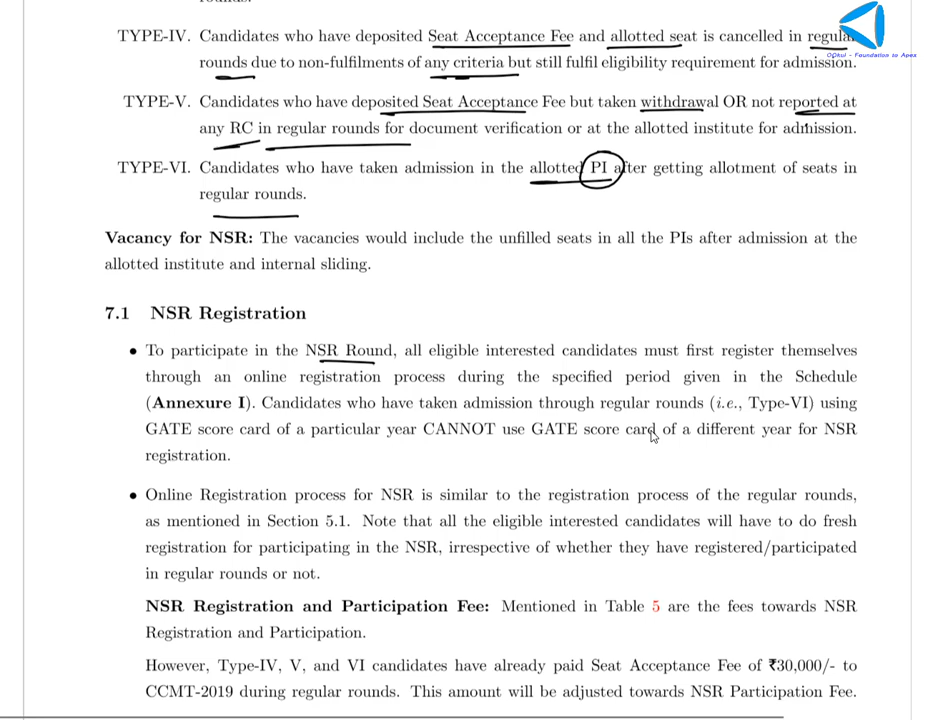 rounds.
TYPE-IV. Candidates who have deposited Seat Acceptance Fee and allotted seat is cancelled in regular
rounds due to non-fulfilments of any criteria but still fulfil eligibility requirement for admission.
GOkul - Foundation to Apex
TYPE-V. Candidates who have deposited Seat Acceptance Fee but taken withdrawal OR not reported at
any RC in regular rounds for document verification or at the allotted institute for admission.
TYPE-VI. Candidates who have taken admission in the allotted PI after getting allotment of seats in
regular rounds.
Vacancy for NSR: The vacancies would include the unfilled seats in all the PIs after admission at the
allotted institute and internal sliding.
7.1 NSR Registration
• To participate in the NSR Round, all eligible interested candidates must first register themselves
through an online registration process during the specified period given in the Schedule
(Annexure I). Candidates who have taken admission through regular rounds (i.e., Type-VI) using
GATE score card of a particular year CANNOT use GATE score card of a different year for NSR
registration.
• Online Registration process for NSR is similar to the registration process of the regular rounds,
as mentioned in Section 5.1. Note that all the eligible interested candidates will have to do fresh
registration for participating in the NSR, irrespective of whether they have registered/participated
in regular rounds or not.
NSR Registration and Participation Fee: Mentioned in Table 5 are the fees towards NSR
Registration and Participation.
However, Type-IV, V, and VI candidates have already paid Seat Acceptance Fee of ₹30,000/- to
CCMT-2019 during regular rounds. This amount will be adjusted towards NSR Participation Fee.